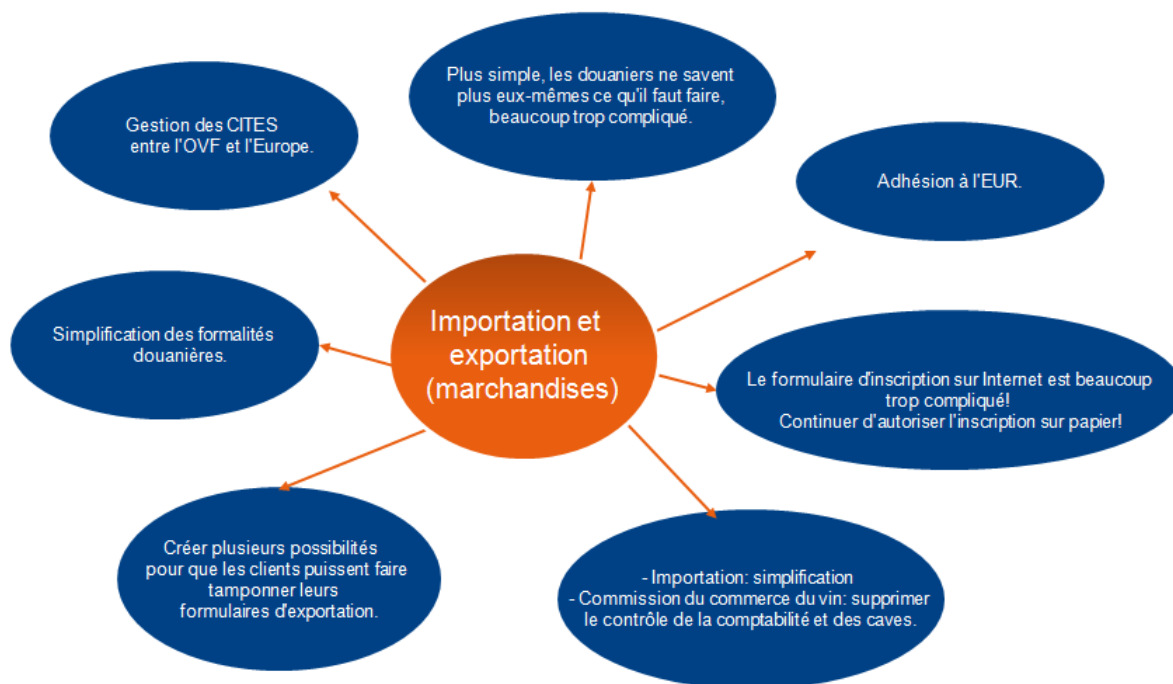 Plus simple, les douaniers ne savent
plus eux-mêmes ce qu'il faut faire,
beaucoup trop compliqué.
Gestion des CITES
entre l'OVF et l'Europe.
Adhésion à l'EUR.
Importation et
exportation
(marchandises)
Simplification des formalités
douanières.
Le formulaire d'inscription sur Internet est beaucoup
trop compliqué!
Continuer d'autoriser l'inscription sur papier!
Créer plusieurs possibilités
pour que les clients puissent faire
tamponner leurs
formulaires d'exportation.
- Importation: simplification
- Commission du commerce du vin: supprimer
le contrôle de la comptabilité et des caves.